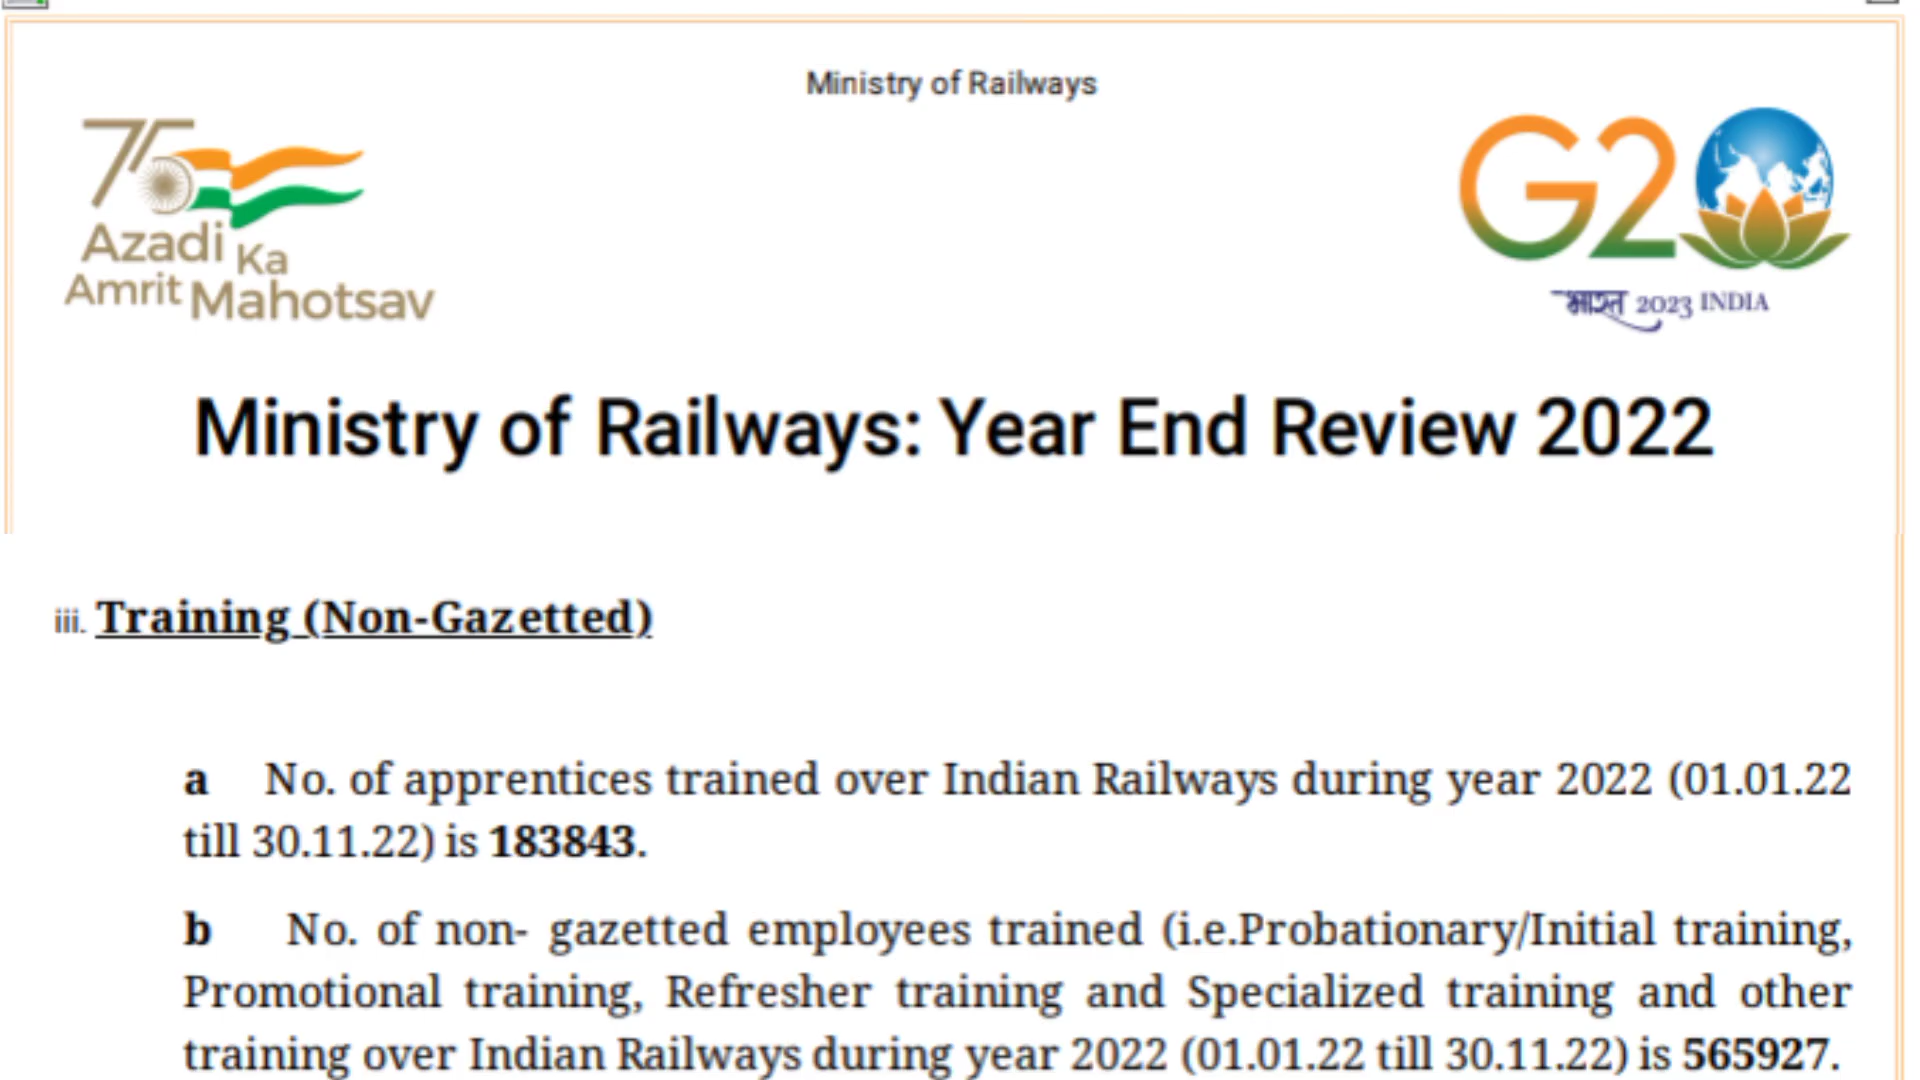 Ministry of Railways
75
Azadi Ka
Amrit Mahotsav
G20
भारत 2023 INDIA
Ministry of Railways: Year End Review 2022
iii. Training (Non-Gazetted)
a No. of apprentices trained over Indian Railways during year 2022 (01.01.22
till 30.11.22) is 183843.
b No. of non- gazetted employees trained (i.e.Probationary/Initial training,
Promotional training, Refresher training and Specialized training and other
training over Indian Railways during year 2022 (01.01.22 till 30.11.22) is 565927.